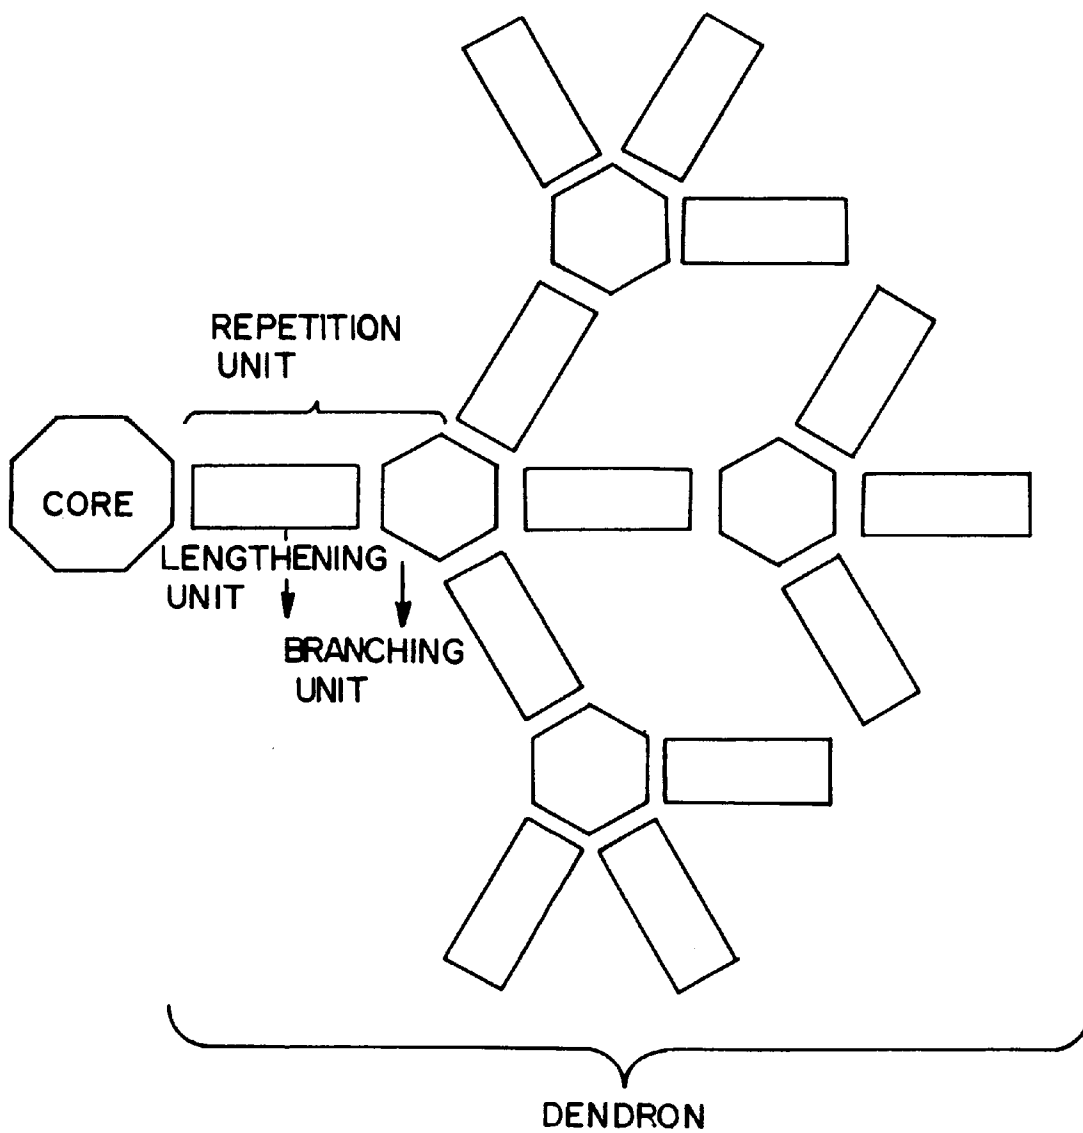 REPETITION
UNIT
CORE
LENGTHENING
UNIT
BRANCHING
UNIT
DENDRON